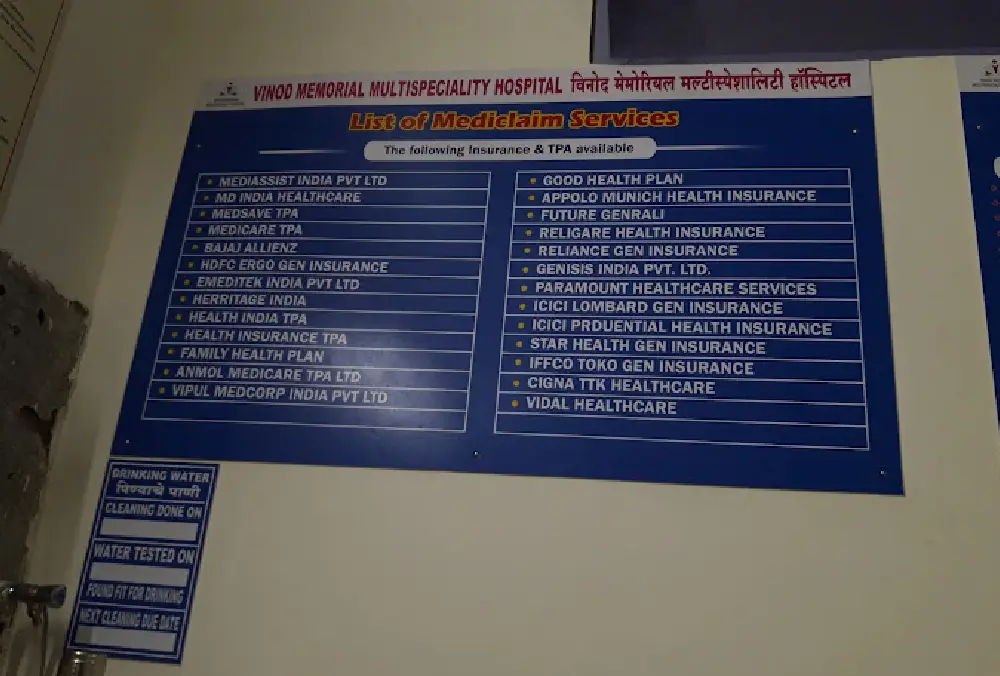 VINOD MEMORIAL MULTISPECIALITY HOSPITAL विनोद मेमोरियल मल्टीस्पेशालिटी हॉस्पिटल
List of Mediclaim Services
The following Insurance & TPA available
• MEDIASSIST INDIA PVT LTD
• MD INDIA HEALTHCARE
• MEDSAVE TPA
• MEDICARE TPA
• BAJAJ ALLIENZ
• HDFC ERGO GEN INSURANCE
• EMEDITEK INDIA PVT LTD
• HERRITAGE INDIA
• HEALTH INDIA TPA
• HEALTH INSURANCE TPA
• FAMILY HEALTH PLAN
• ANMOL MEDICARE TPA LTD
• VIPUL MEDCORP INDIA PVT LTD
• GOOD HEALTH PLAN
• APPOLO MUNICH HEALTH INSURANCE
• FUTURE GENRALI
• RELIGARE HEALTH INSURANCE
• RELIANCE GEN INSURANCE
• GENISIS INDIA PVT. LTD.
• PARAMOUNT HEALTHCARE SERVICES
• ICICI LOMBARD GEN INSURANCE
• ICICI PRDUENTIAL HEALTH INSURANCE
• STAR HEALTH GEN INSURANCE
• IFFCO TOKO GEN INSURANCE
• CIGNA TTK HEALTHCARE
• VIDAL HEALTHCARE
DRINKING WATER
पिण्याचे पाणी
CLEANING DONE ON
WATER TESTED ON
FOUND FIT FOR DRINKING
NEXT CLEANING DUE DATE